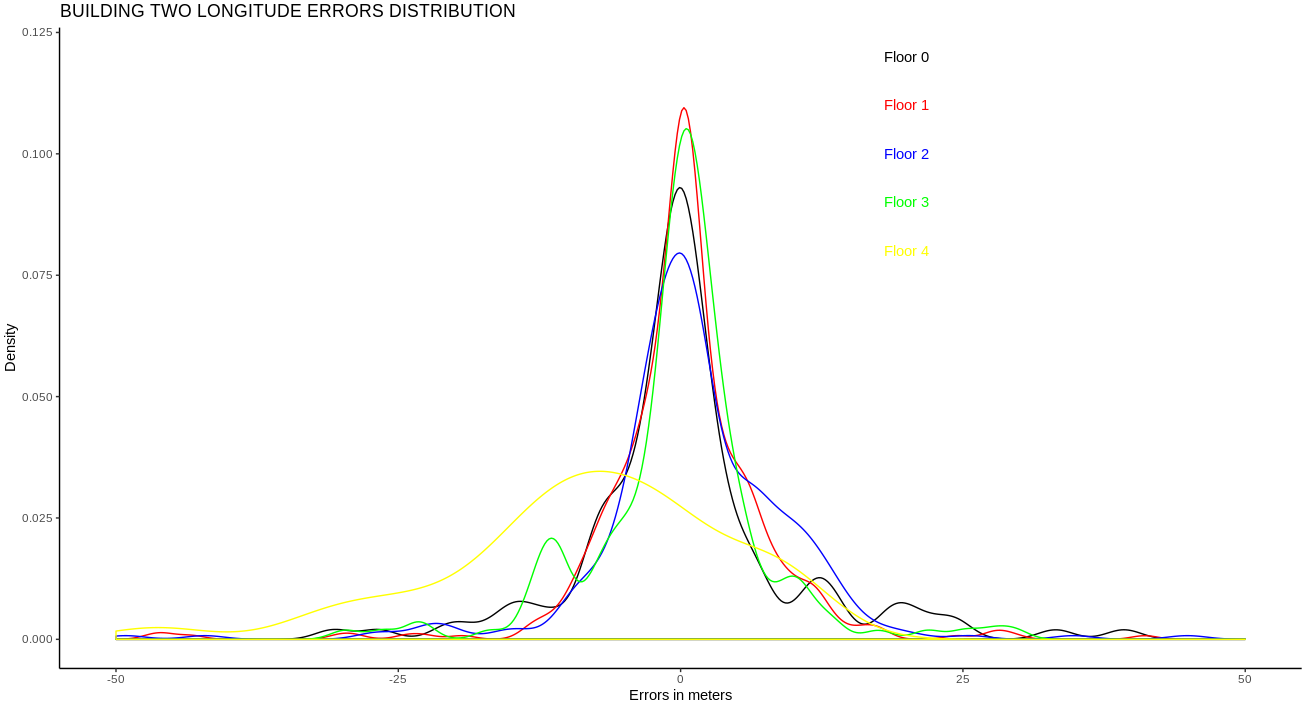 BUILDING TWO LONGITUDE ERRORS DISTRIBUTION
0.125
0.100
0.075
0.050
0.025
0.000
Density
Floor 0
Floor 1
Floor 2
Floor 3
Floor 4
-50
-25
0
25
50
Errors in meters